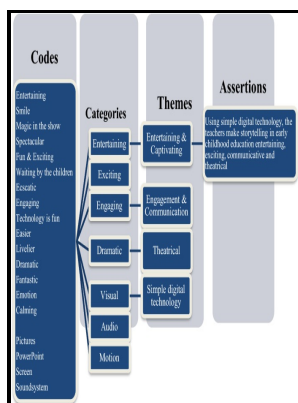 Codes
Entertaining
Smile
Magic in the show
Spectacular
Fun & Exciting
Waiting by the children
Ecseatic
Engaging
Technology is fun
Easier
Livelier
Dramatic
Fantastic
Emotion
Calming
Pictures
PowerPoint
Screen
Soundsystem
Categories
Entertaining
Exciting
Engaging
Dramatic
Visual
Audio
Motion
Themes
Entertaining &
Captivating
Engagement &
Communication
Theatrical
Simple digital
technology
Assertions
Using simple digital technology, the
teachers make storytelling in early
childhood education entertaining,
exciting, communicative and
theatrical